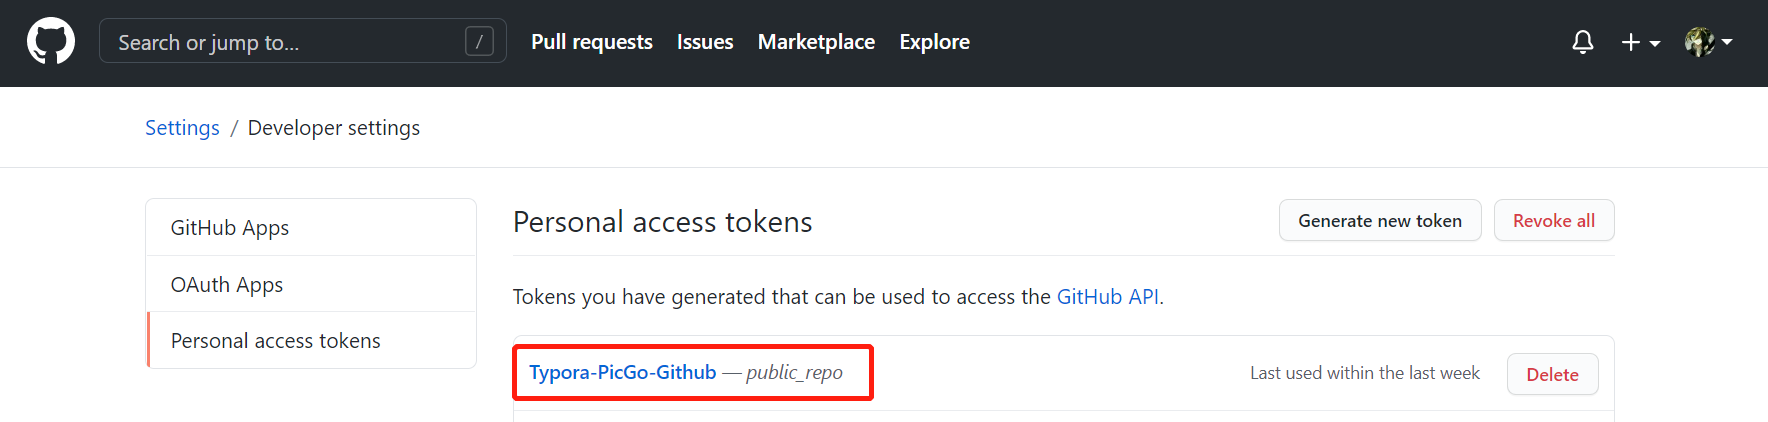 Search or jump to... / Pull requests Issues Marketplace Explore
Settings / Developer settings
GitHub Apps
OAuth Apps
Personal access tokens
Personal access tokens Generate new token Revoke all
Tokens you have generated that can be used to access the GitHub API.
Typora-PicGo-Github — public_repo Last used within the last week Delete